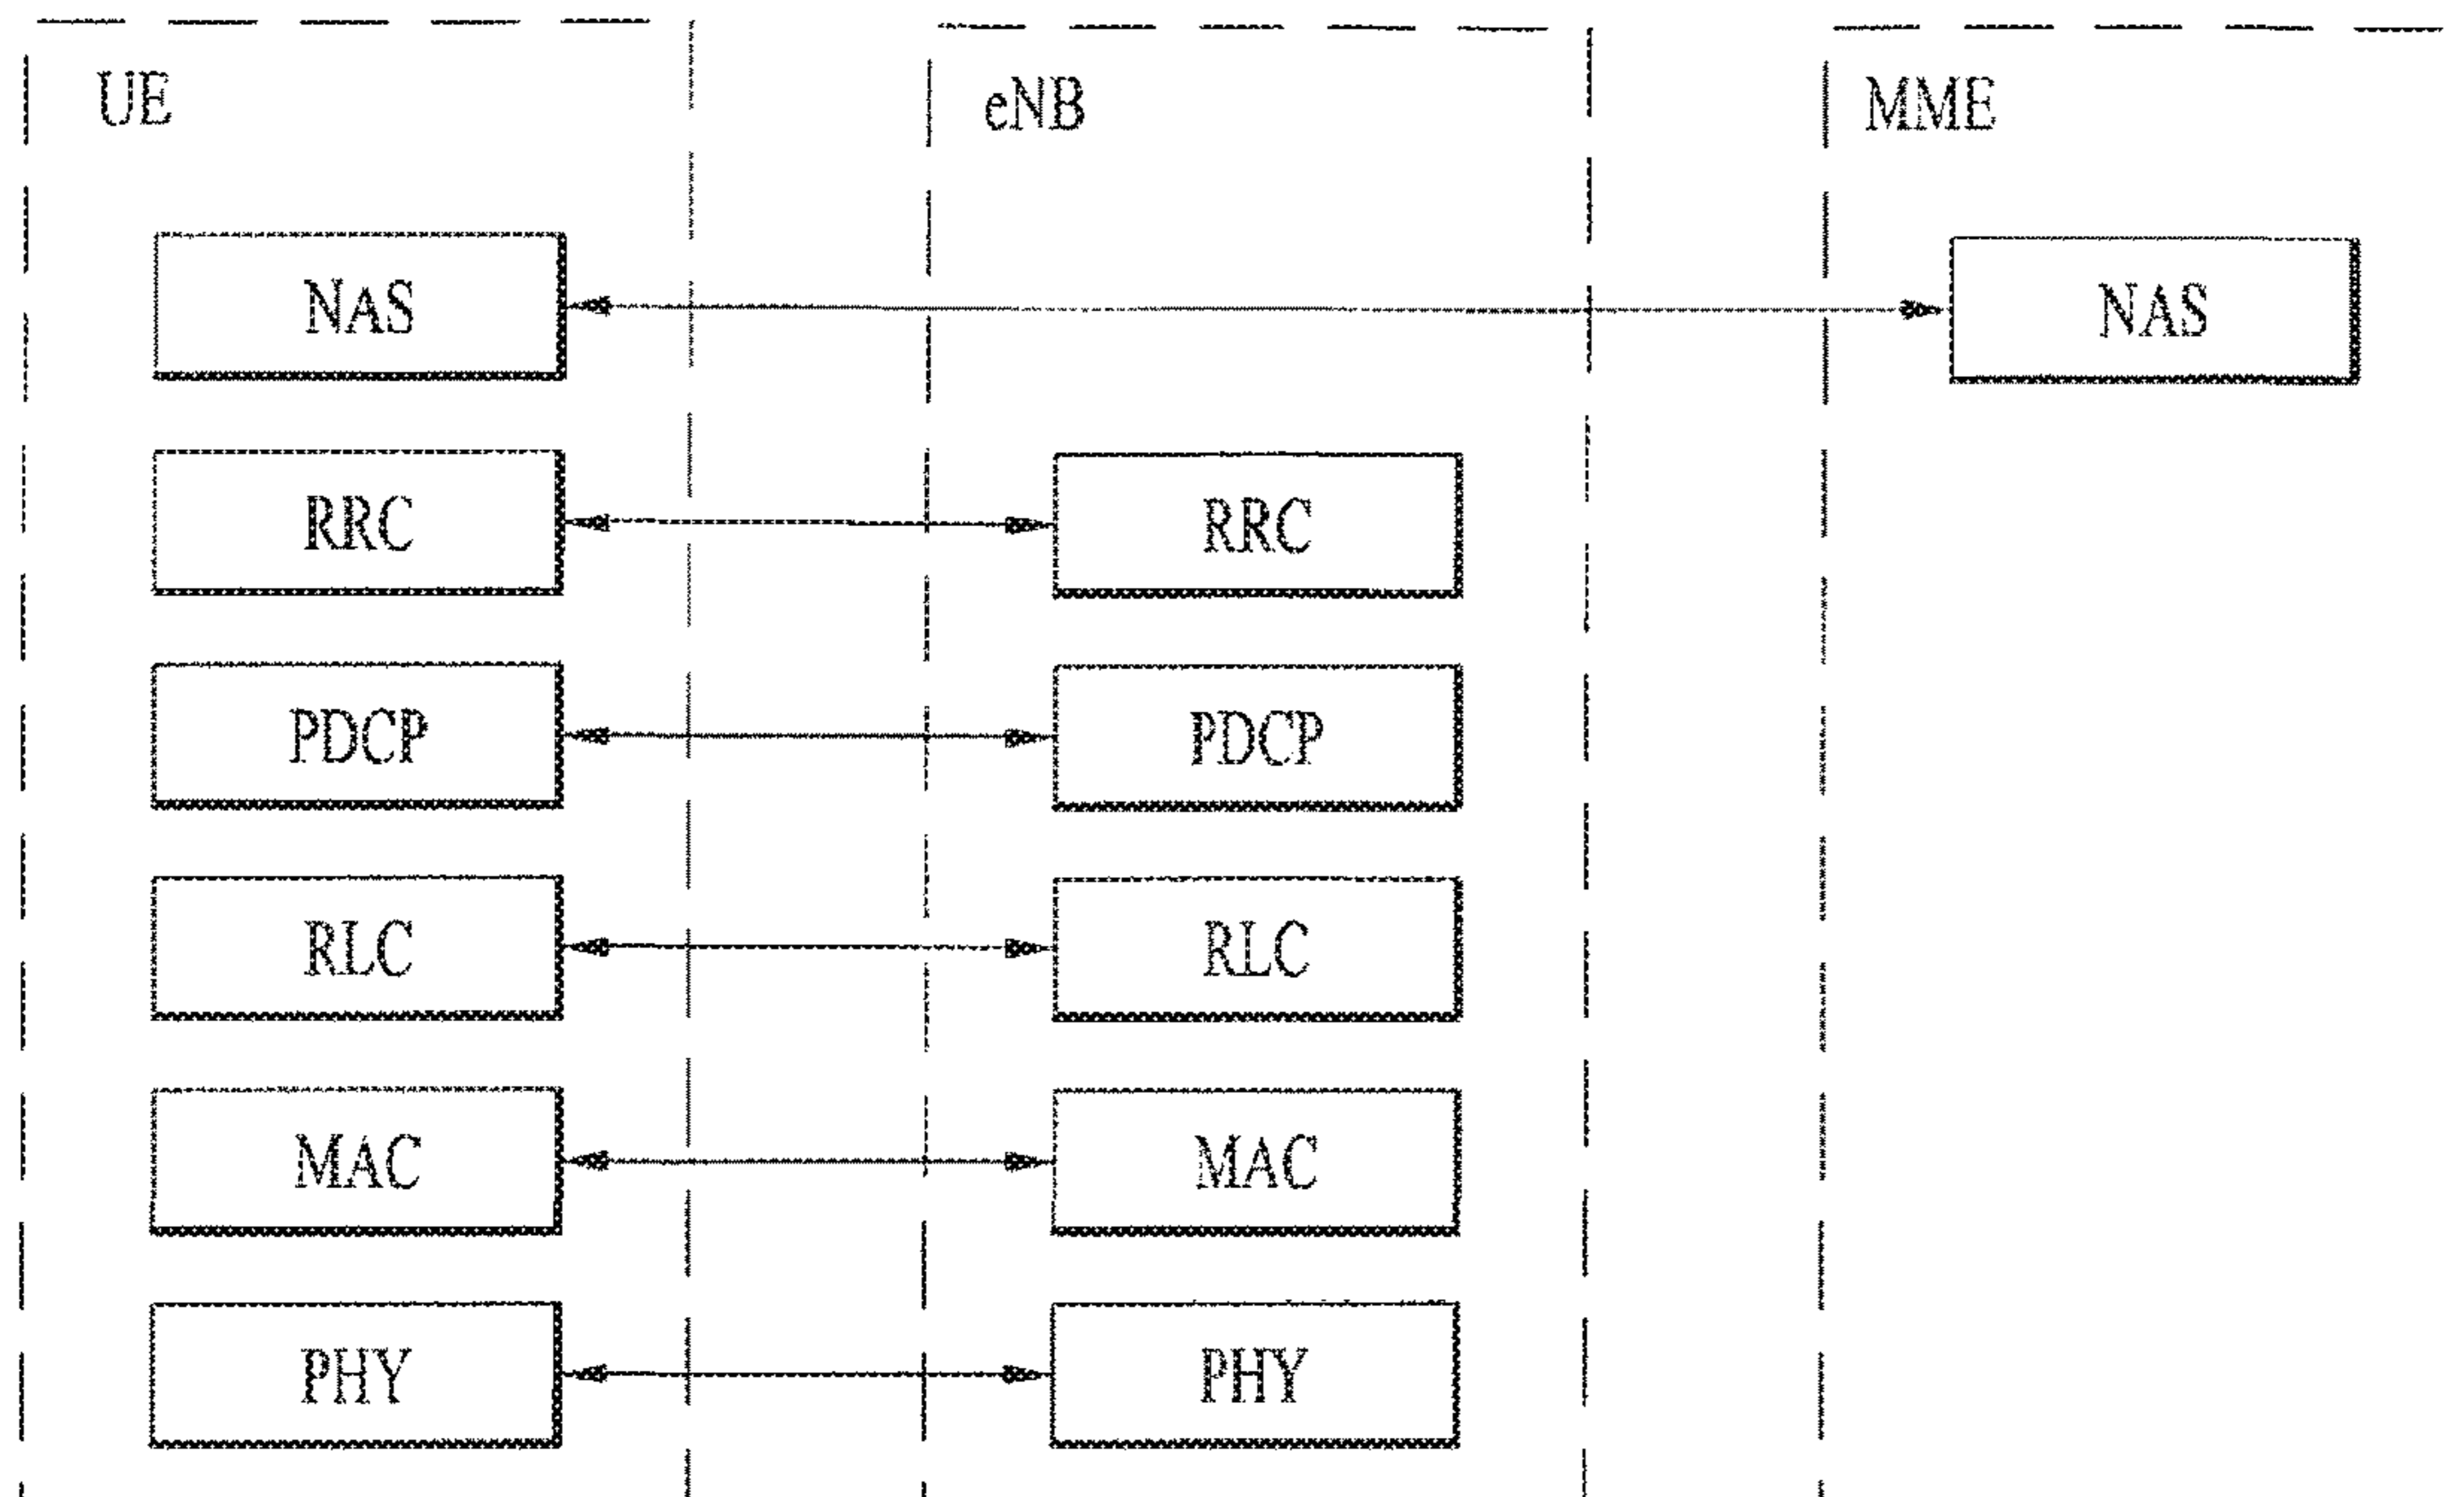 UE eNB MME
NAS NAS
RRC RRC
PDCP PDCP
RLC RLC
MAC MAC
PHY PHY